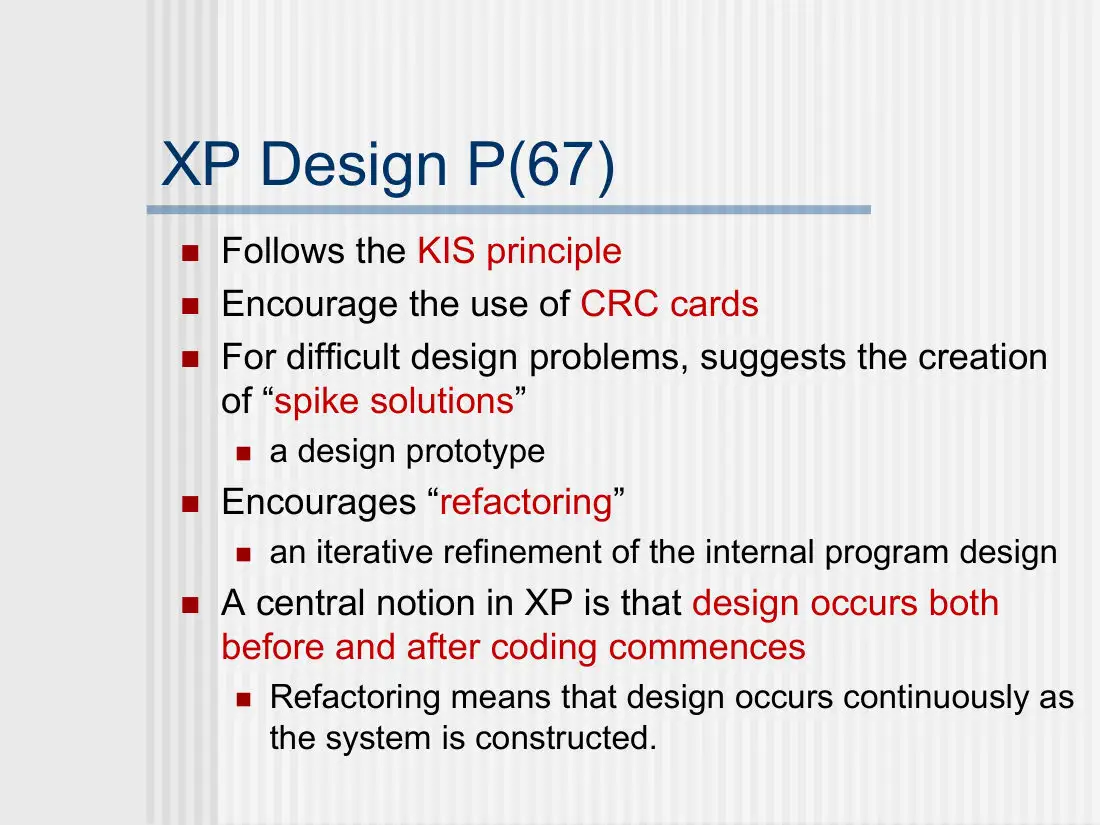 XP Design P(67)
Follows the KIS principle
Encourage the use of CRC cards
For difficult design problems, suggests the creation
of “spike solutions”
a design prototype
Encourages “refactoring”
an iterative refinement of the internal program design
A central notion in XP is that design occurs both
before and after coding commences
Refactoring means that design occurs continuously as
the system is constructed.